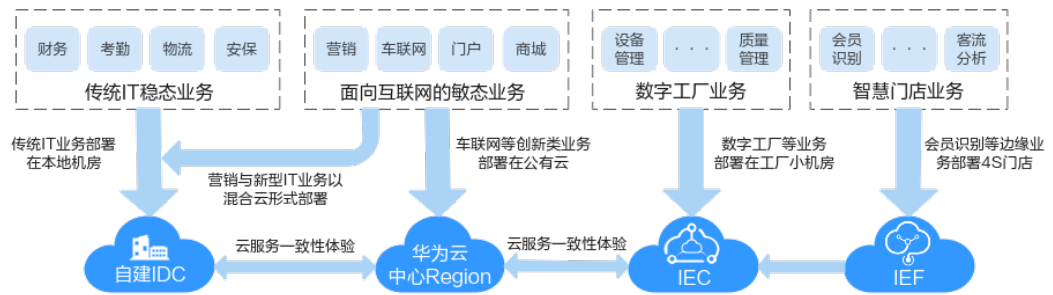 财务
考勤
物流
安保
传统IT稳态业务
营销
车联网
门户
商城
面向互联网的敏态业务
设备
管理
· · ·
质量
管理
数字工厂业务
会员
识别
· · ·
客流
分析
智慧门店业务
传统IT业务部署
在本地机房
营销与新型IT业务以
混合云形式部署
车联网等创新类业务
部署在公有云
数字工厂等业务
部署在工厂小机房
会员识别等边缘业
务部署4S门店
自建IDC
云服务一致性体验
华为云
中心Region
云服务一致性体验
IEC
IEF